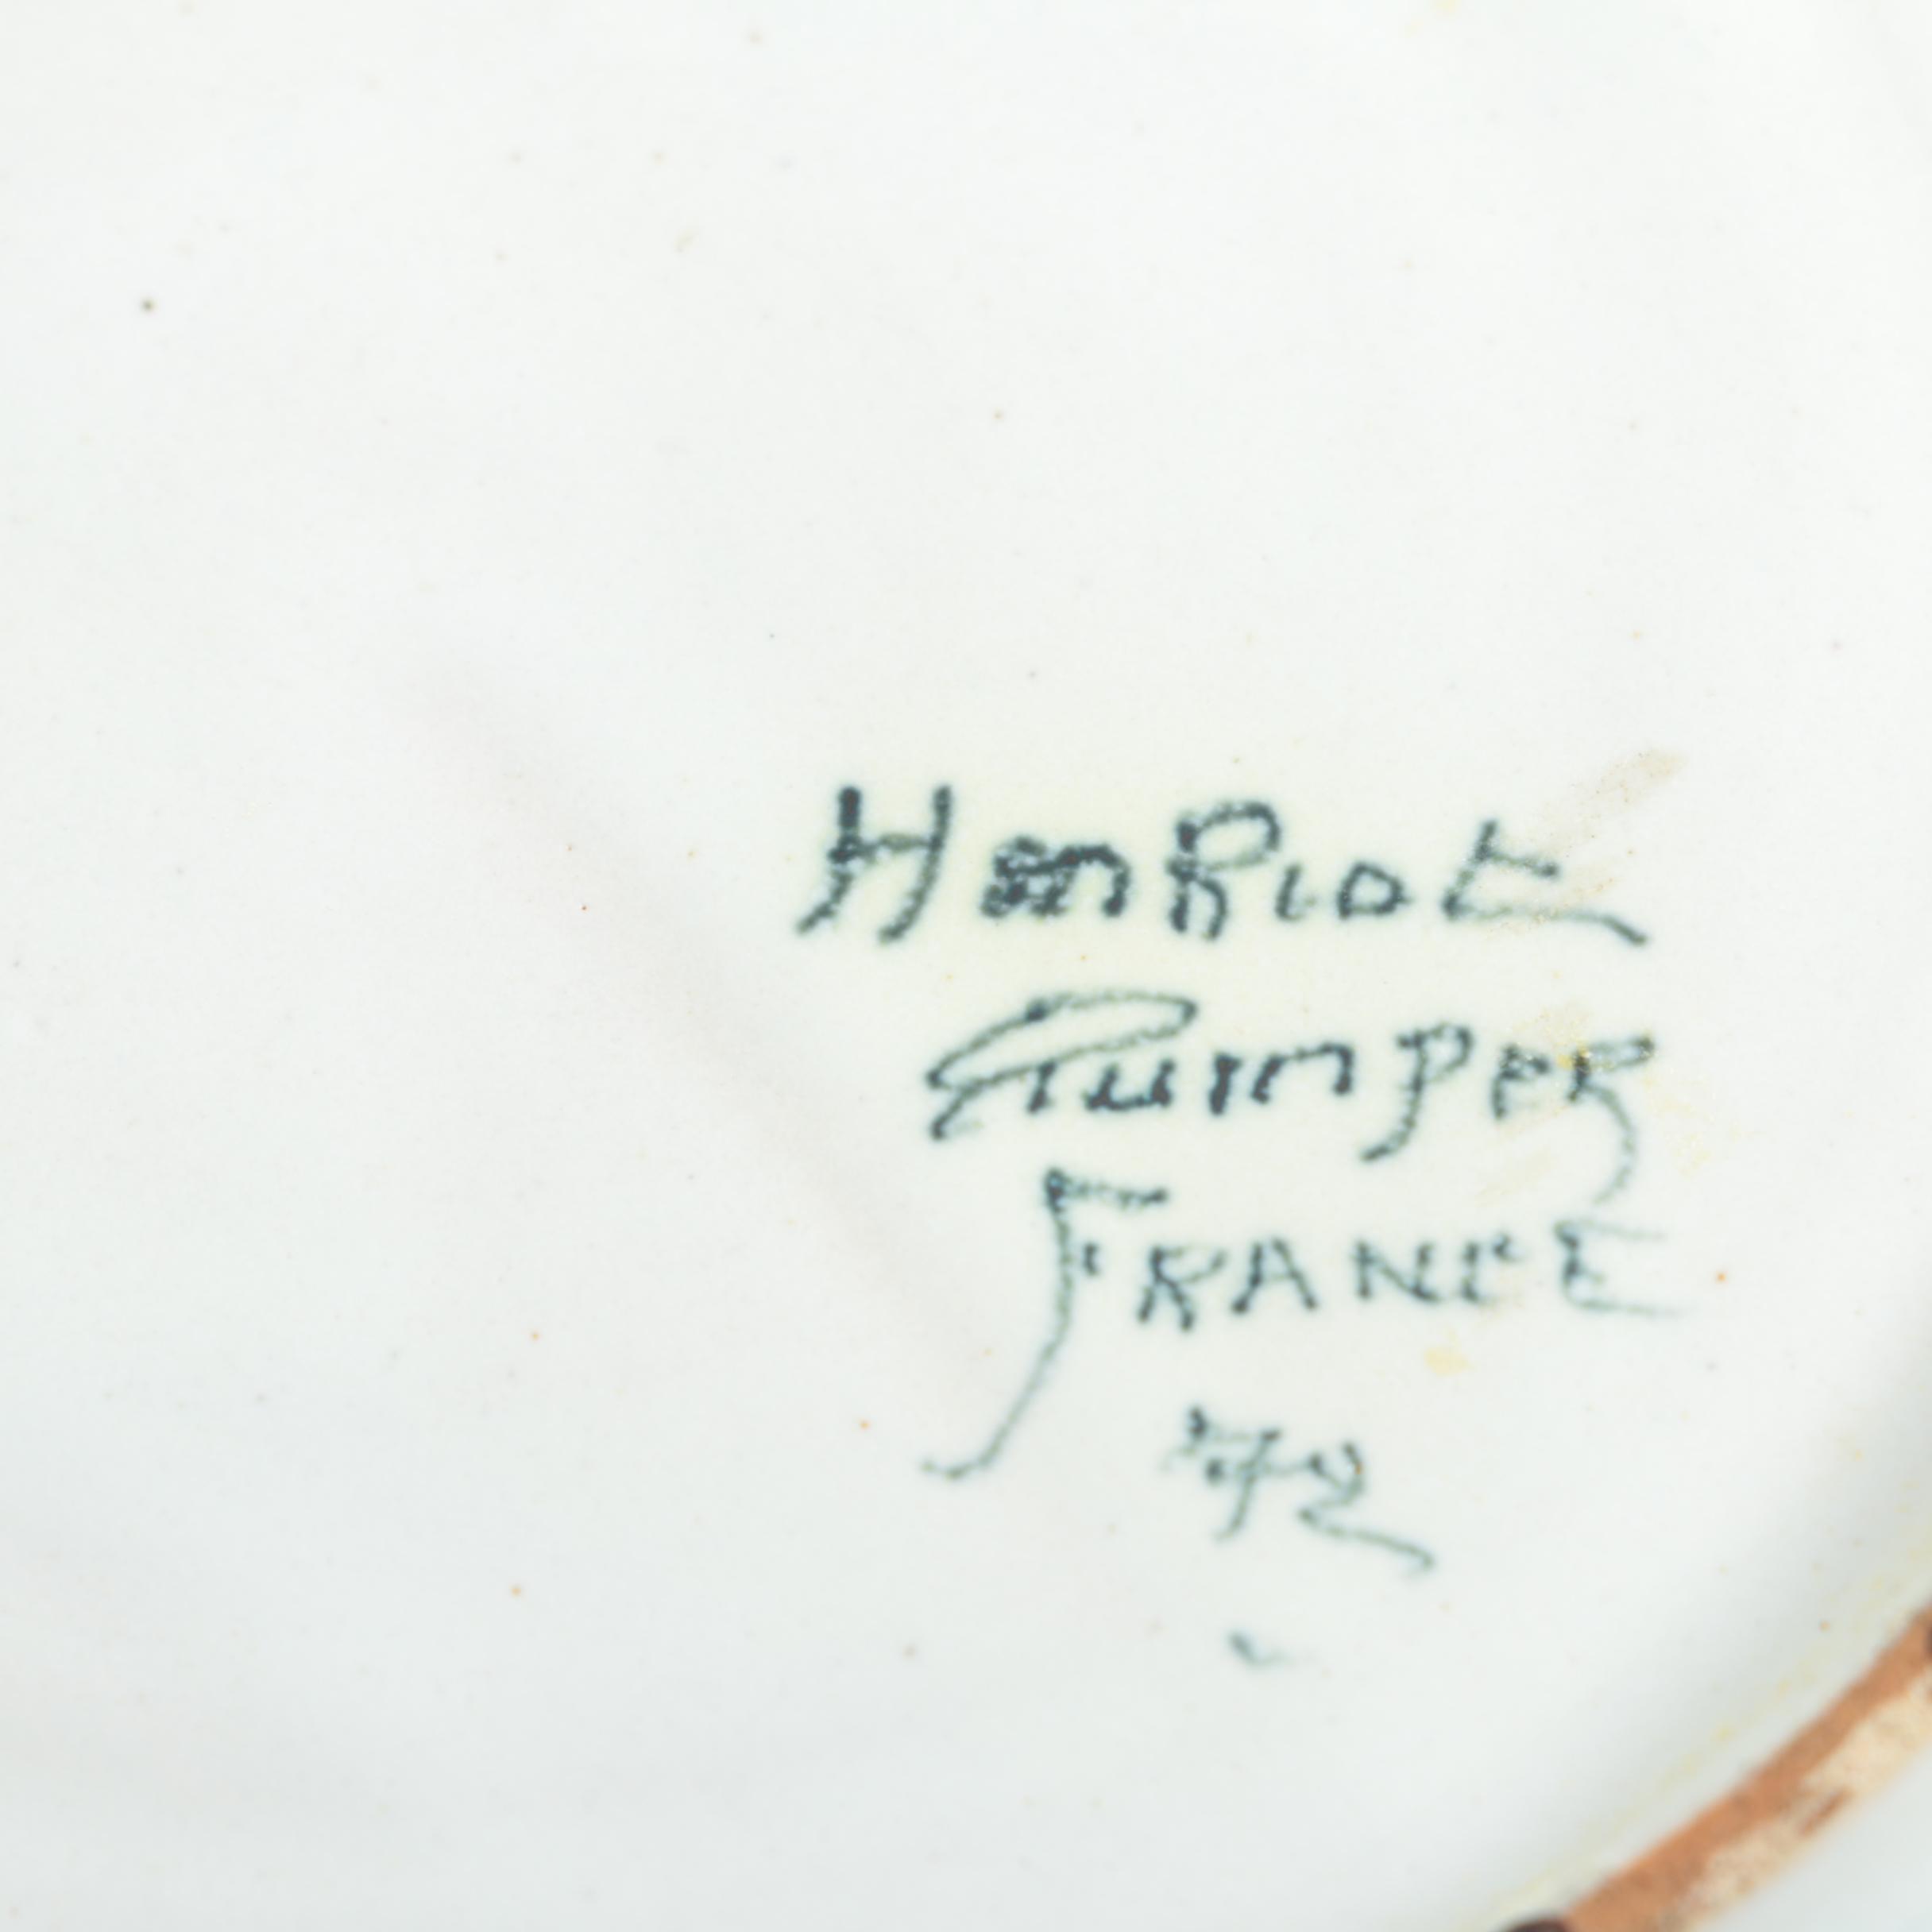 HenRiot
Quimper
FRANCE
72